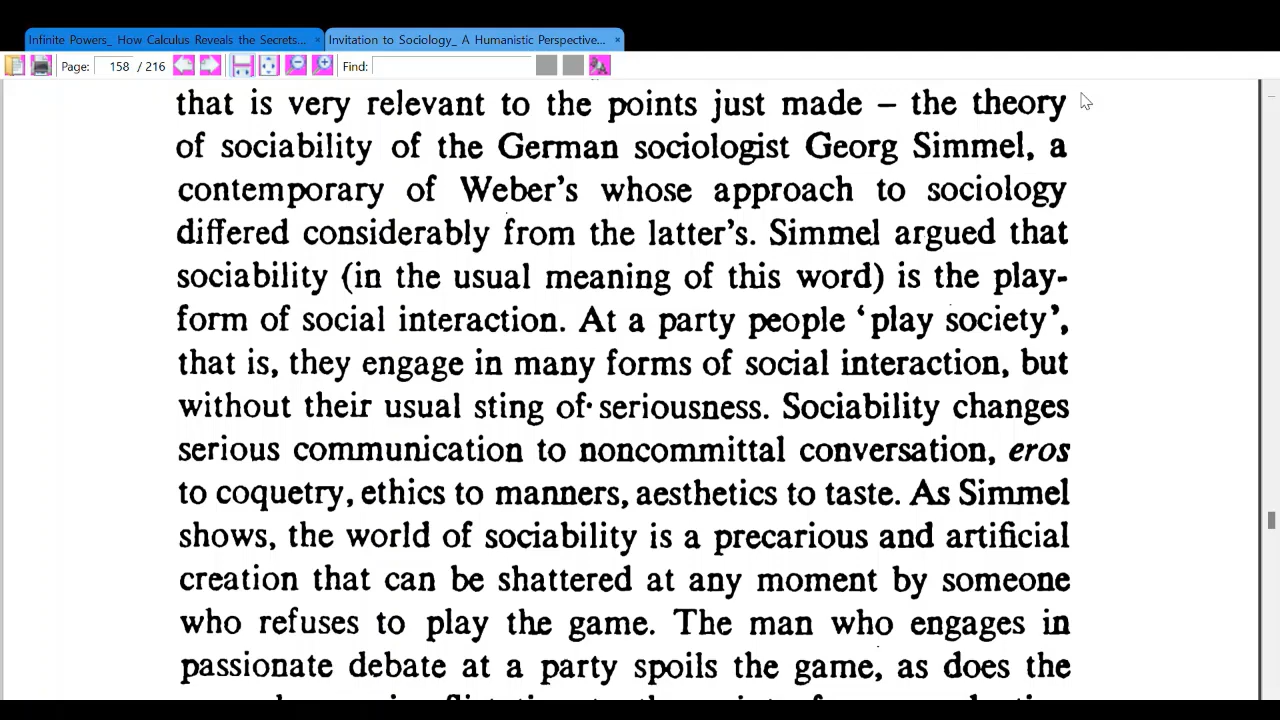 Infinite Powers_ How Calculus Reveals the Secrets...
Invitation to Sociology_ A Humanistic Perspective...
Page: 158 / 216 Find:
that is very relevant to the points just made – the theory
of sociability of the German sociologist Georg Simmel, a
contemporary of Weber's whose approach to sociology
differed considerably from the latter's. Simmel argued that
sociability (in the usual meaning of this word) is the play-
form of social interaction. At a party people ‘play society’,
that is, they engage in many forms of social interaction, but
without their usual sting of seriousness. Sociability changes
serious communication to noncommittal conversation, eros
to coquetry, ethics to manners, aesthetics to taste. As Simmel
shows, the world of sociability is a precarious and artificial
creation that can be shattered at any moment by someone
who refuses to play the game. The man who engages in
passionate debate at a party spoils the game, as does the